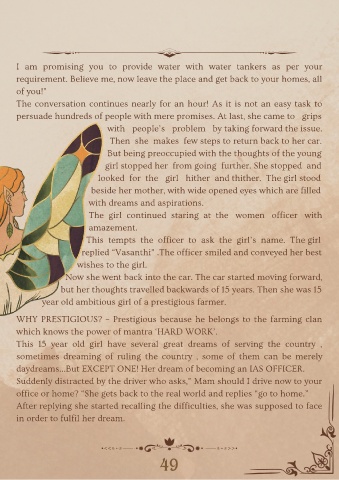 I am promising you to provide water with water tankers as per your
requirement. Believe me, now leave the place and get back to your homes, all
of you!"
The conversation continues nearly for an hour! As it is not an easy task to
persuade hundreds of people with mere promises. At last, she came to grips
with people's problem by taking forward the issue.
Then she makes few steps to return back to her car.
But being preoccupied with the thoughts of the young
girl stopped her from going further. She stopped and
looked for the girl hither and thither. The girl stood
beside her mother, with wide opened eyes which are filled
with dreams and aspirations.
The girl continued staring at the women officer with
amazement.
This tempts the officer to ask the girl's name. The girl
replied "Vasanthi" .The officer smiled and conveyed her best
wishes to the girl.
Now she went back into the car. The car started moving forward,
but her thoughts travelled backwards of 15 years. Then she was 15
year old ambitious girl of a prestigious farmer.
WHY PRESTIGIOUS? – Prestigious because he belongs to the farming clan
which knows the power of mantra 'HARD WORK'.
This 15 year old girl have several great dreams of serving the country ,
sometimes dreaming of ruling the country , some of them can be merely
daydreams...But EXCEPT ONE! Her dream of becoming an IAS OFFICER.
Suddenly distracted by the driver who asks," Mam should I drive now to your
office or home? "She gets back to the real world and replies "go to home."
After replying she started recalling the difficulties, she was supposed to face
in order to fulfil her dream.
49